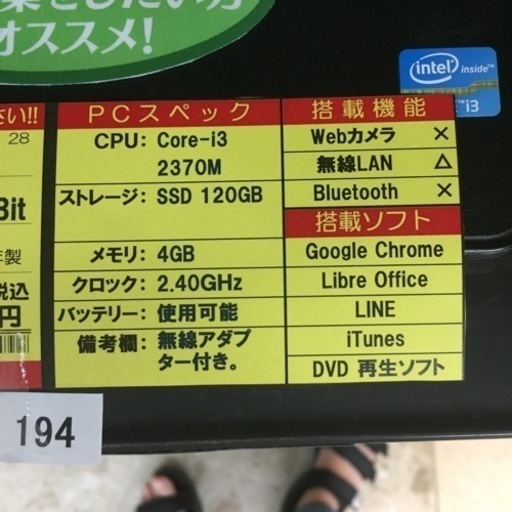 オススメ!
intel inside™
i3
さい!!
28
Bit
製
税込
円
PCスペック
CPU: Core-i3
2370M
ストレージ: SSD 120GB
メモリ: 4GB
クロック: 2.40GHz
バッテリー: 使用可能
備考欄: 無線アダプ
ター付き。
搭載機能
Webカメラ ×
無線LAN △
Bluetooth ×
搭載ソフト
Google Chrome
Libre Office
LINE
iTunes
DVD 再生ソフト
194